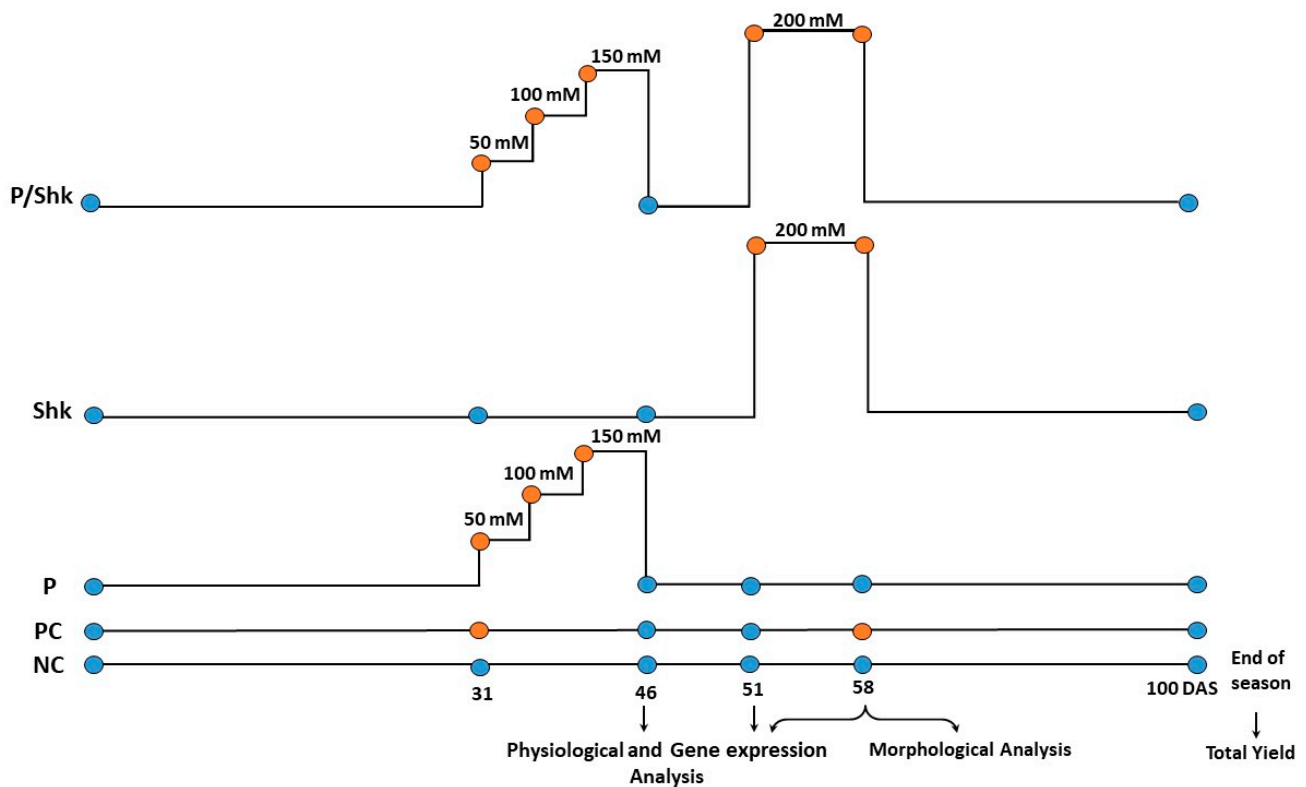 200 mM
150 mM
100 mM
50 mM
P/Shk
200 mM
Shk
150 mM
100 mM
50 mM
P
PC
NC
31
46
51
58
100 DAS
End of
season
Physiological and Gene expression
Analysis
Morphological Analysis
Total Yield